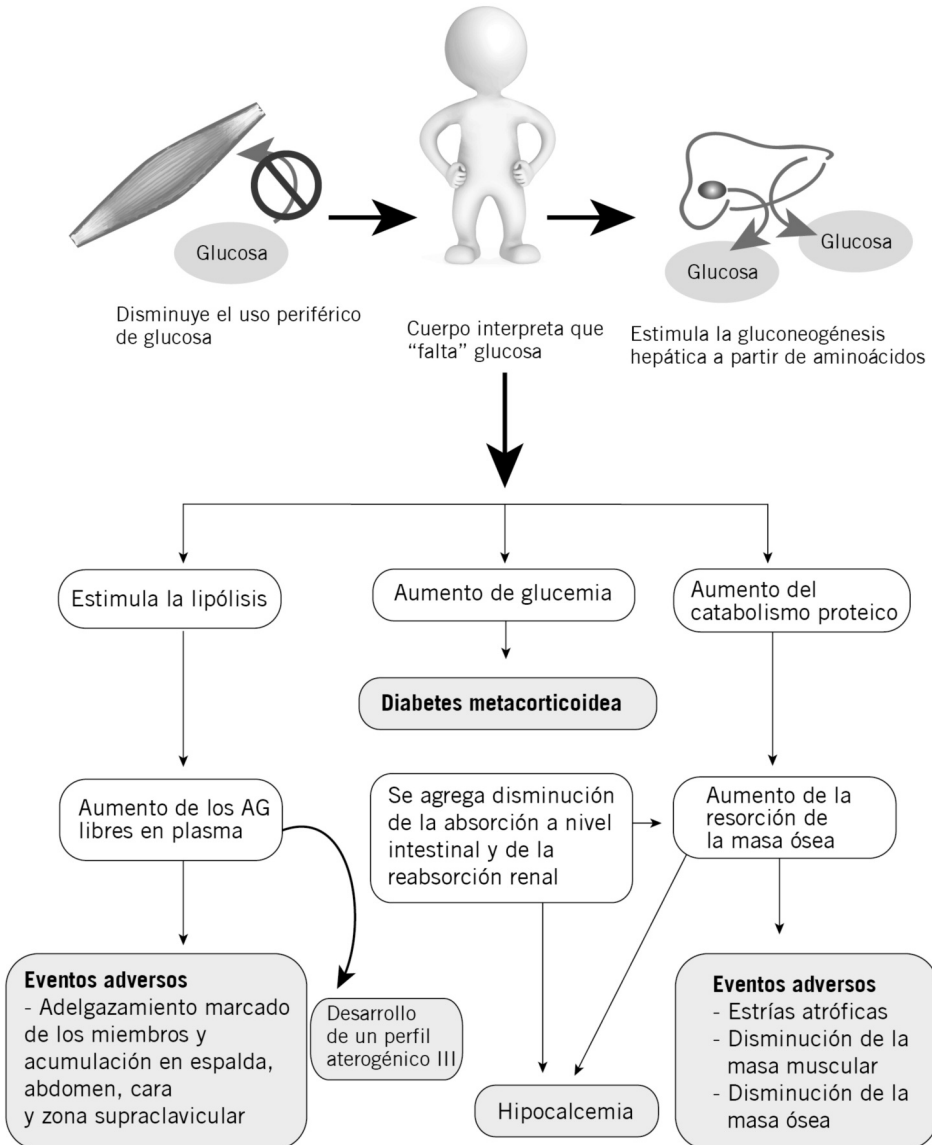 Glucosa
Disminuye el uso periférico
de glucosa
Cuerpo interpreta que
“falta” glucosa
Glucosa
Glucosa
Estimula la gluconeogénesis
hepática a partir de aminoácidos
Estimula la lipólisis
Aumento de glucemia
Aumento del
catabolismo proteico
Diabetes metacorticoidea
Aumento de los AG
libres en plasma
Se agrega disminución
de la absorción a nivel
intestinal y de la
reabsorción renal
Aumento de la
resorción de
la masa ósea
Eventos adversos
- Adelgazamiento marcado
de los miembros y
acumulación en espalda,
abdomen, cara
y zona supraclavicular
Desarrollo
de un perfil
aterogénico III
Hipocalcemia
Eventos adversos
- Estrías atróficas
- Disminución de la
masa muscular
- Disminución de la
masa ósea